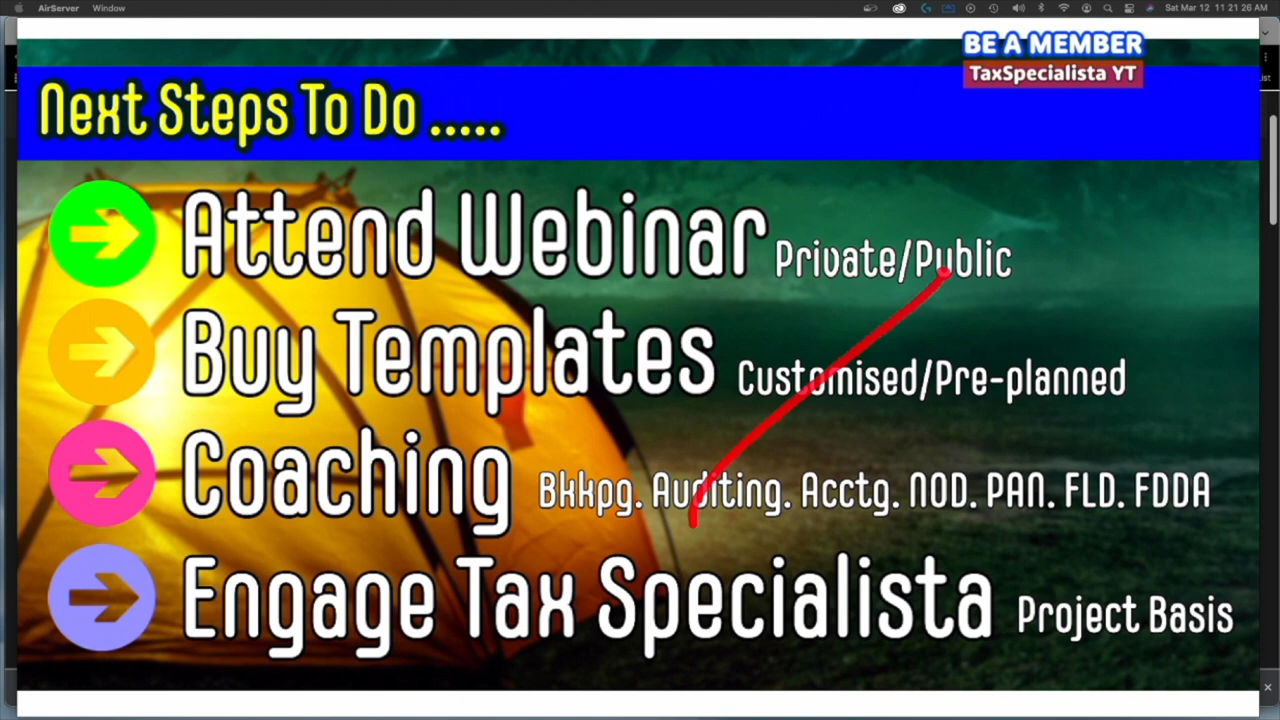 AirServer Window Sat Mar 12 11 21 26 AM
BE A MEMBER
TaxSpecialista YT
Next Steps To Do .....
Attend Webinar Private/Public
Buy Templates Customised/Pre-planned
Coaching Bkkpg. Auditing. Acctg. NOD. PAN. FLD. FDDA
Engage Tax Specialista Project Basis